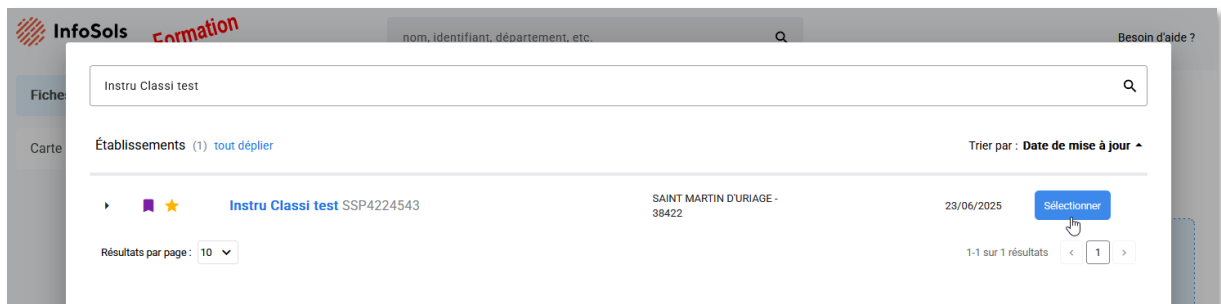 InfoSols
Formation
nom, identifiant, département, etc.
Besoin d'aide ?
Instru Classi test
Fiche
Carte
Établissements (1) tout déplier
Trier par : Date de mise à jour
Instru Classi test SSP4224543
SAINT MARTIN D'URIAGE -
38422
23/06/2025
Sélectionner
Résultats par page : 10
1-1 sur 1 résultats < 1 >